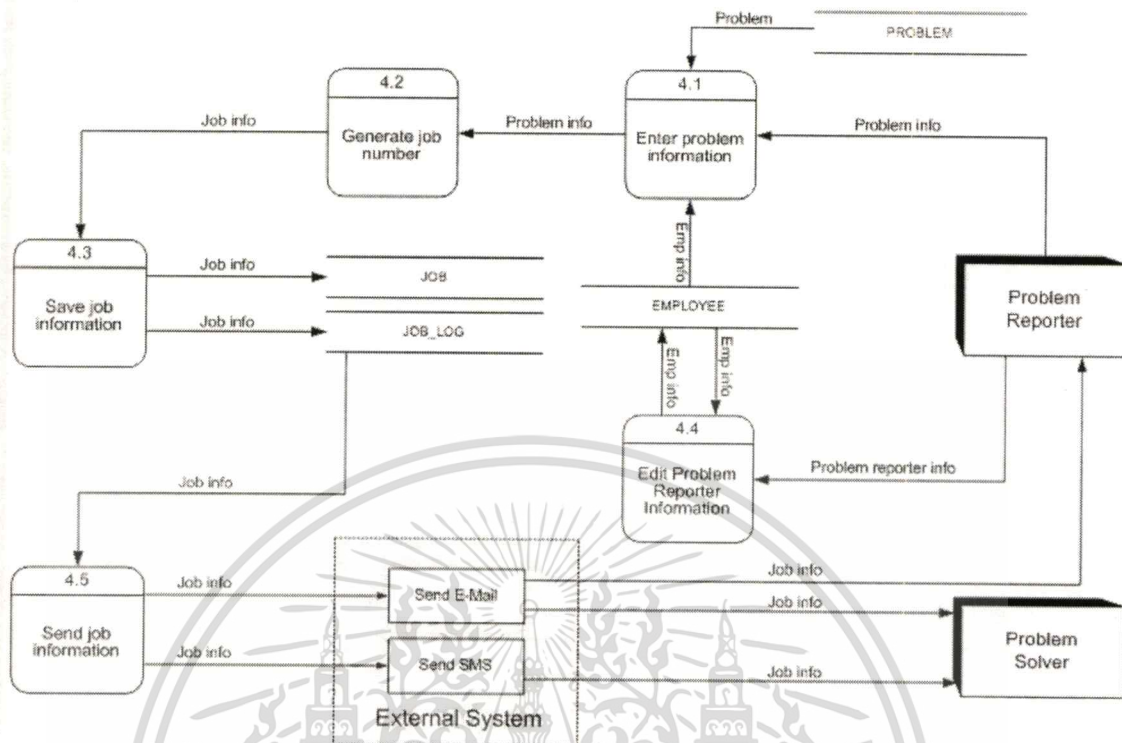 Problem
PROBLEM
4.2
4.1
Job info
Generate job
number
Problem info
Enter problem
information
Problem info
4.3
Save job
information
Job info
JOB
Job info
JOB_LOG
Emp info
EMPLOYEE
Emp info
Emp info
Problem
Reporter
4.4
Edit Problem
Reporter
Information
Problem reporter info
Job info
4.5
Send job
information
Job info
Send E-Mail
Job info
Job info
Job info
Send SMS
Job info
External System
Problem
Solver